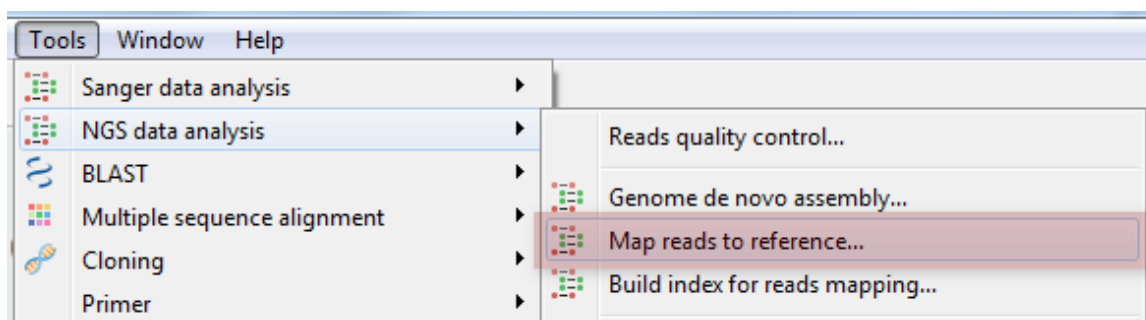 Tools Window Help
Sanger data analysis
NGS data analysis
BLAST
Multiple sequence alignment
Cloning
Primer
Reads quality control...
Genome de novo assembly...
Map reads to reference...
Build index for reads mapping...